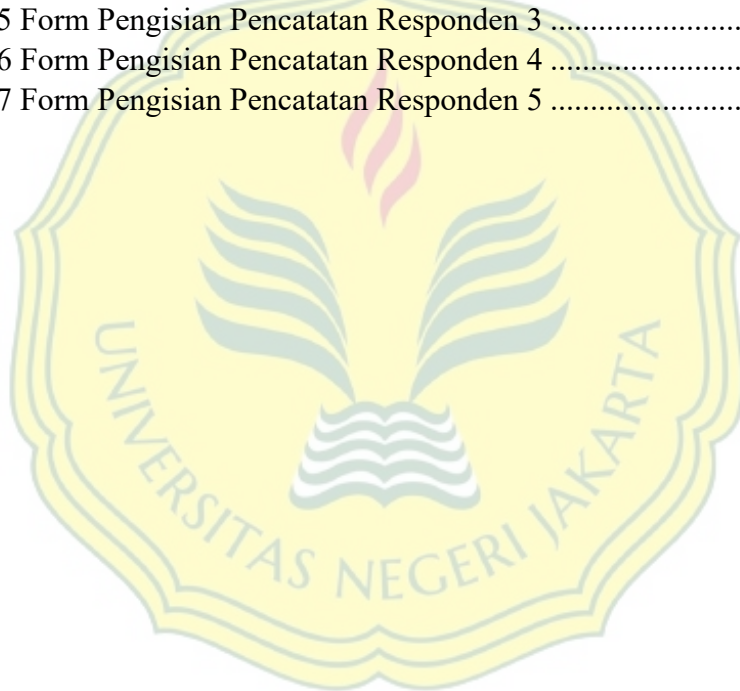 5 Form Pengisian Pencatatan Responden 3 ......................
6 Form Pengisian Pencatatan Responden 4 ......................
7 Form Pengisian Pencatatan Responden 5 ......................
UNIVERSITAS NEGERI JAKARTA